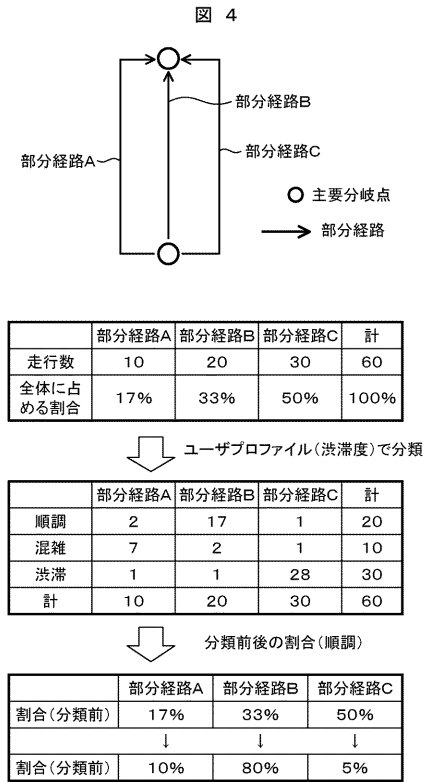 図 4
部分経路B
部分経路A
部分経路C
主要分岐点
部分経路
部分経路A 部分経路B 部分経路C 計
走行数 10 20 30 60
全体に占
める割合 17% 33% 50% 100%
ユーザプロファイル(渋滞度)で分類
部分経路A 部分経路B 部分経路C 計
順調 2 17 1 20
混雑 7 2 1 10
渋滞 1 1 28 30
計 10 20 30 60
分類前後の割合(順調)
部分経路A 部分経路B 部分経路C
割合(分類前) 17% 33% 50%
↓ ↓ ↓
割合(分類前) 10% 80% 5%